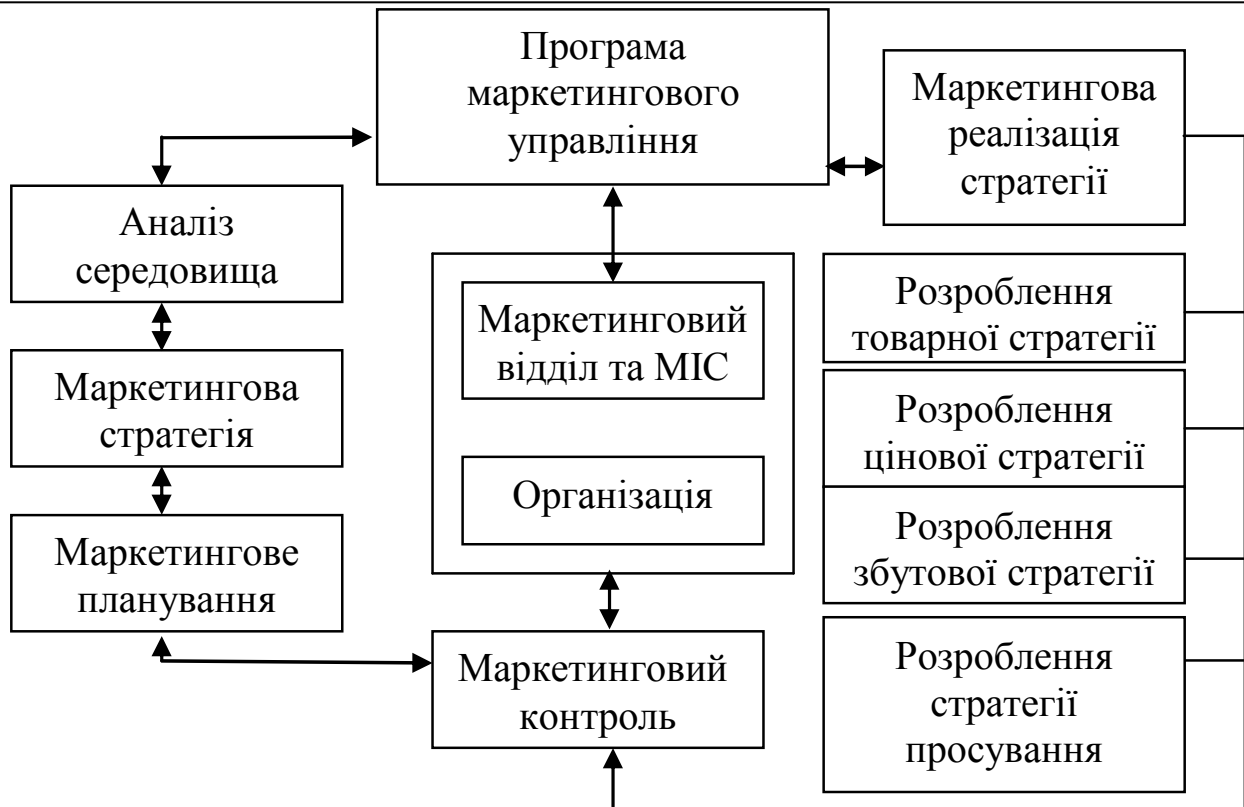 Програма
маркетингового
управління
Маркетингова
реалізація
стратегії
Аналіз
середовища
Маркетинговий
відділ та МІС
Розроблення
товарної стратегії
Маркетингова
стратегія
Розроблення
цінової стратегії
Організація
Маркетингове
планування
Розроблення
збутової стратегії
Маркетинговий
контроль
Розроблення
стратегії
просування